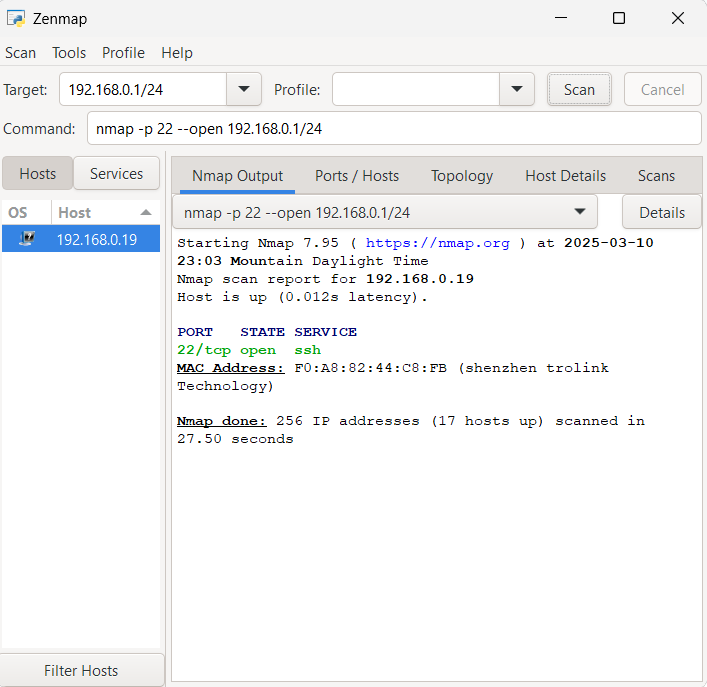 Zenmap
Scan Tools Profile Help
Target: 192.168.0.1/24 Profile: Scan Cancel
Command: nmap -p 22 --open 192.168.0.1/24
Hosts Services
Nmap Output Ports / Hosts Topology Host Details Scans
OS Host
192.168.0.19
nmap -p 22 --open 192.168.0.1/24 Details
Starting Nmap 7.95 ( https://nmap.org ) at 2025-03-10
23:03 Mountain Daylight Time
Nmap scan report for 192.168.0.19
Host is up (0.012s latency).
PORT STATE SERVICE
22/tcp open ssh
MAC Address: F0:A8:82:44:C8:FB (shenzhen trolink
Technology)
Nmap done: 256 IP addresses (17 hosts up) scanned in
27.50 seconds
Filter Hosts